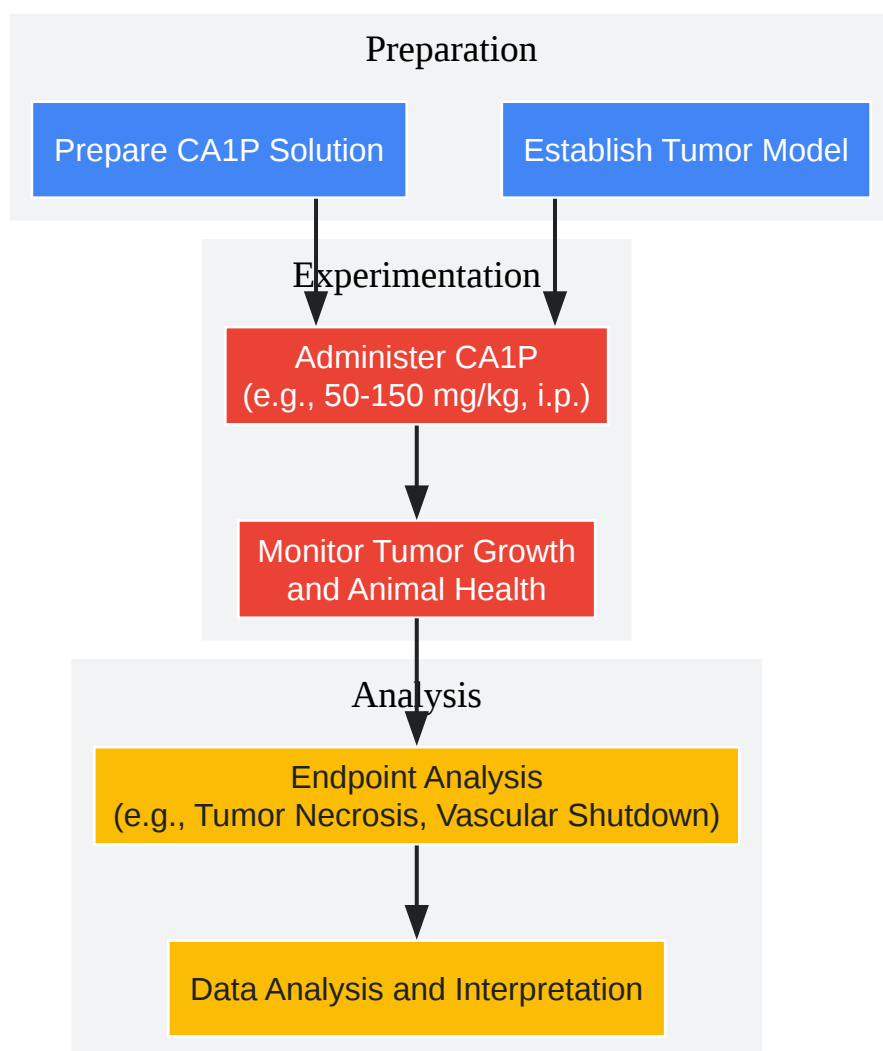 Preparation
Prepare CA1P Solution
Establish Tumor Model
Experimentation
Administer CA1P
(e.g., 50-150 mg/kg, i.p.)
Monitor Tumor Growth
and Animal Health
Analysis
Endpoint Analysis
(e.g., Tumor Necrosis, Vascular Shutdown)
Data Analysis and Interpretation